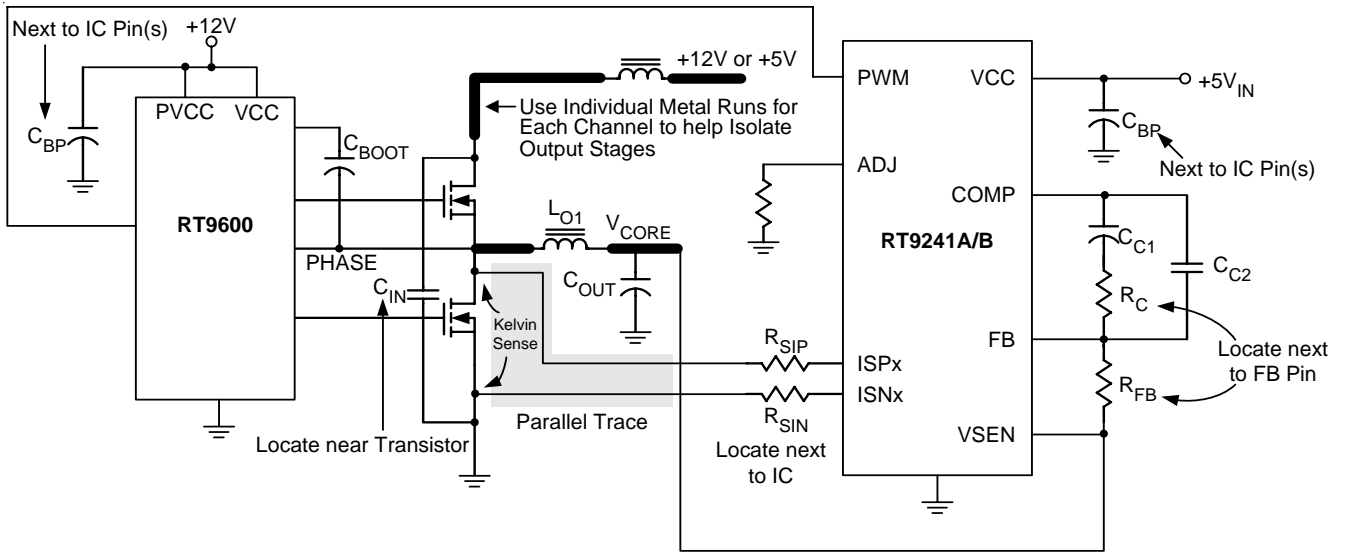 Next to IC Pin(s)
+12V
PVCC
VCC
C_BP
C_BOOT
RT9600
PHASE
C_IN
Locate near Transistor
+12V or +5V
Use Individual Metal Runs for
Each Channel to help Isolate
Output Stages
L_O1
V_CORE
C_OUT
Kelvin
Sense
Parallel Trace
R_SIP
R_SIN
Locate next
to IC
PWM
VCC
ADJ
COMP
RT9241A/B
FB
ISPx
ISNx
VSEN
+5V_IN
C_BP
Next to IC Pin(s)
C_C1
C_C2
R_C
Locate next
to FB Pin
R_FB